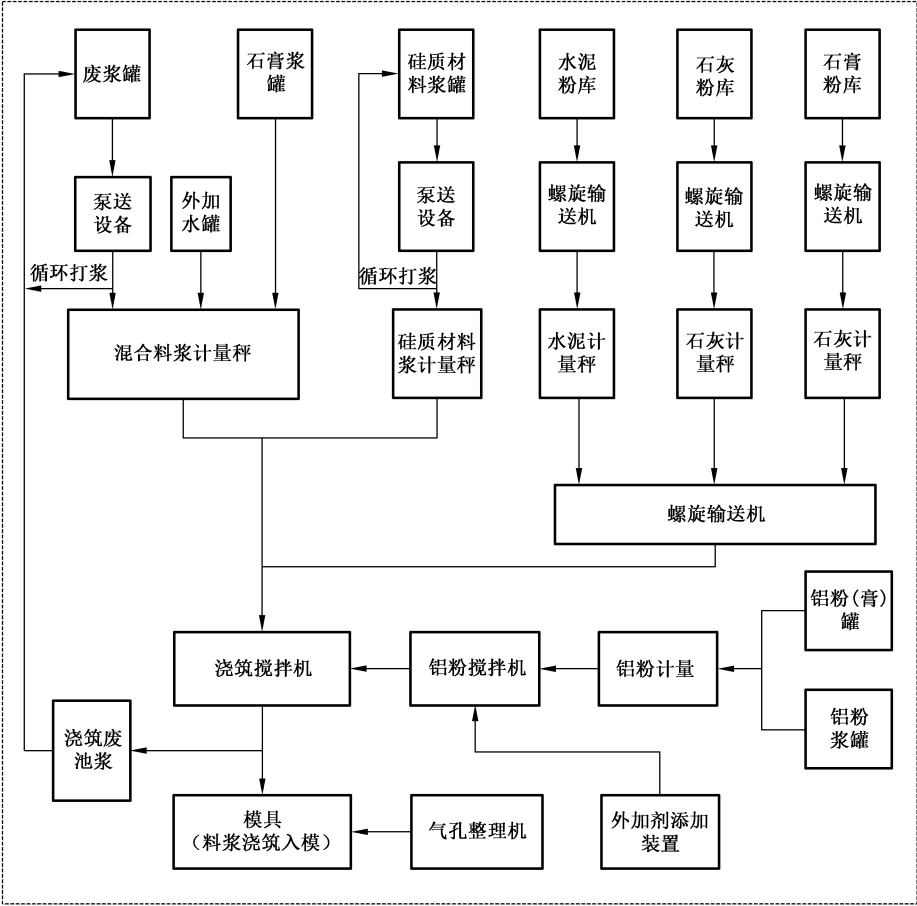 废浆罐
石膏浆
罐
硅质材
料浆罐
水泥
粉库
石灰
粉库
石膏
粉库
泵送
设备
外加
水罐
泵送
设备
螺旋输
送机
螺旋输
送机
螺旋输
送机
循环打浆
循环打浆
混合料浆计量秤
硅质材料
浆计量秤
水泥计
量秤
石灰计
量秤
石灰计
量秤
螺旋输送机
铝粉(膏)
罐
浇筑搅拌机
铝粉搅拌机
铝粉计量
铝粉
浆罐
浇筑废
池浆
模具
(料浆浇筑入模)
气孔整理机
外加剂添加
装置